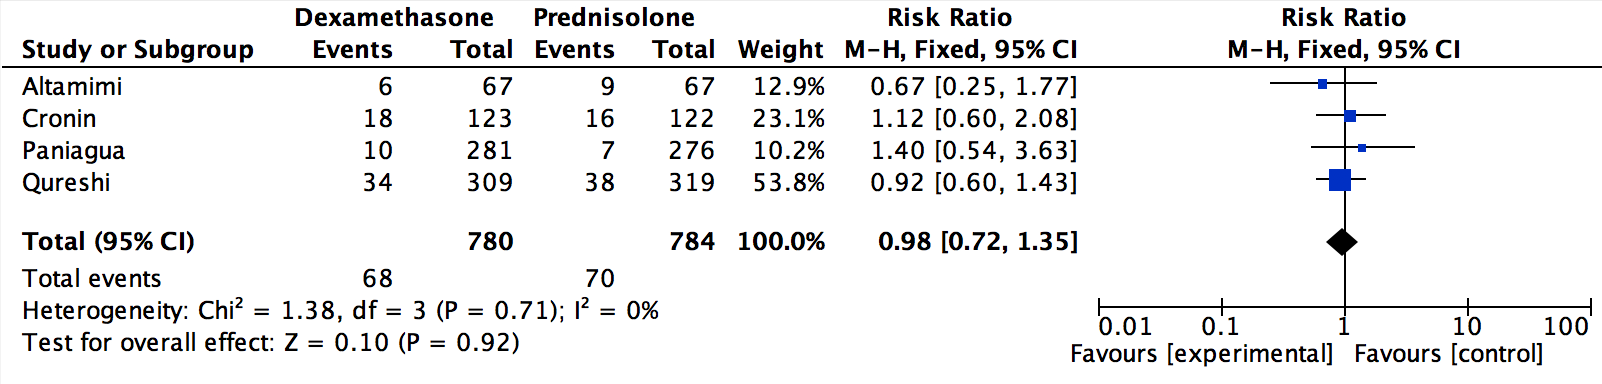 Dexamethasone Prednisolone Risk Ratio Risk Ratio
Study or Subgroup Events Total Events Total Weight M-H, Fixed, 95% CI M-H, Fixed, 95% CI
Altamimi 6 67 9 67 12.9% 0.67 [0.25, 1.77]
Cronin 18 123 16 122 23.1% 1.12 [0.60, 2.08]
Paniagua 10 281 7 276 10.2% 1.40 [0.54, 3.63]
Qureshi 34 309 38 319 53.8% 0.92 [0.60, 1.43]
Total (95% CI) 780 784 100.0% 0.98 [0.72, 1.35]
Total events 68 70
Heterogeneity: Chi² = 1.38, df = 3 (P = 0.71); I² = 0%
Test for overall effect: Z = 0.10 (P = 0.92)
0.01 0.1 1 10 100
Favours [experimental] Favours [control]